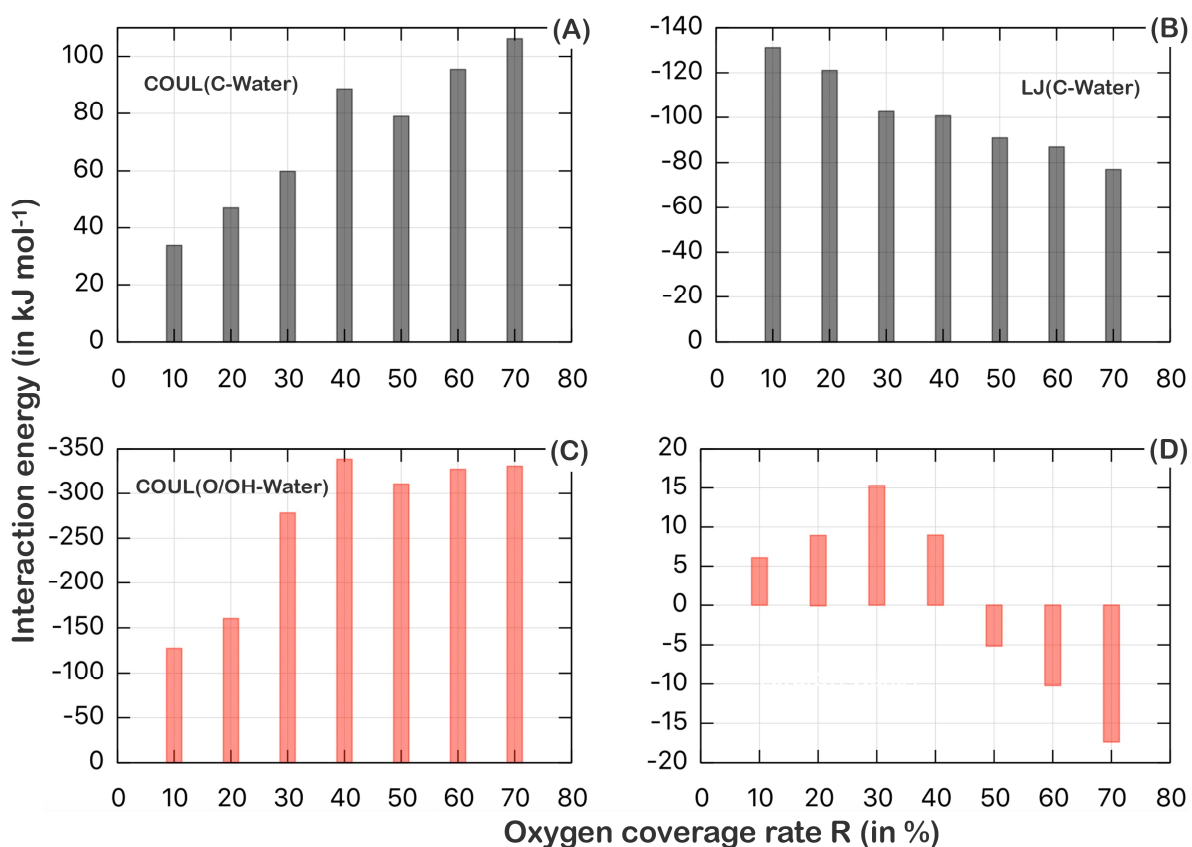 (A)
COUL(C-Water)
100
80
60
40
20
0
0 10 20 30 40 50 60 70 80
(B)
LJ(C-Water)
-140
-120
-100
-80
-60
-40
-20
0
0 10 20 30 40 50 60 70 80
Interaction energy (in kJ mol-1)
(C)
COUL(O/OH-Water)
-350
-300
-250
-200
-150
-100
-50
0
0 10 20 30 40 50 60 70 80
(D)
20
15
10
5
0
-5
-10
-15
-20
0 10 20 30 40 50 60 70 80
Oxygen coverage rate R (in %)